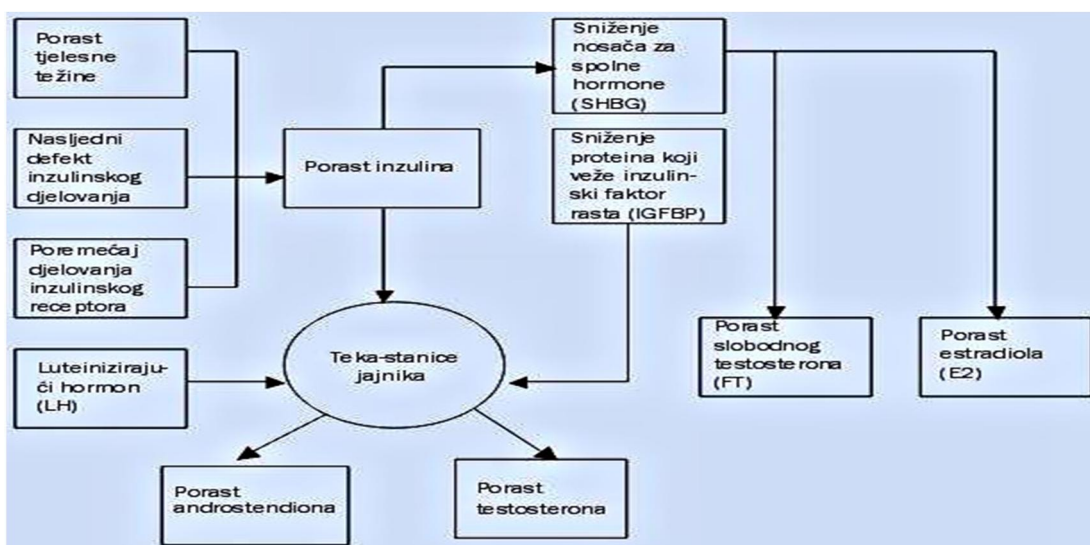 Porast
tjelesne
težine
Nasljedni
defekt
inzulinskog
djelovanja
Poremećaj
djelovanja
inzulinskog
receptora
Luteiniziraju-
ći hormon
(LH)
Porast inzulina
Teka-stanice
jajnika
Porast
androstendiona
Porast
testosterona
Sniženje
nosača za
spolne
hormone
(SHBG)
Sniženje
proteina koji
veže inzulin-
ski faktor
rasta (IGFBP)
Porast
slobodnog
testosterona
(FT)
Porast
estradiola
(E2)